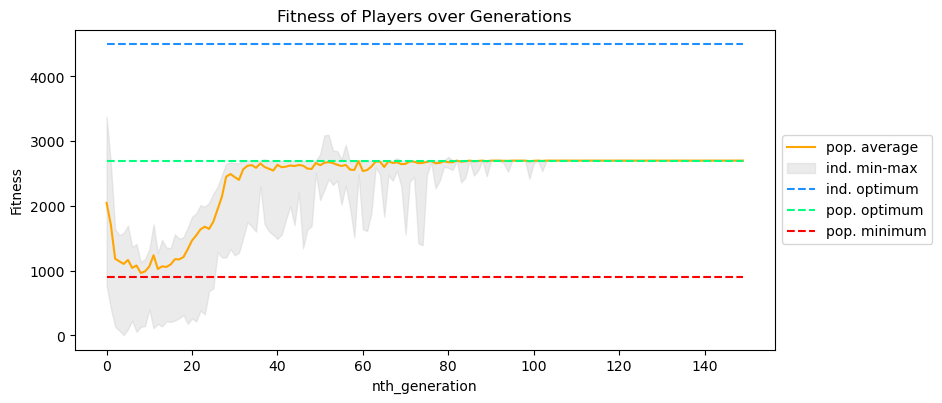 Fitness of Players over Generations
Fitness
4000
3000
2000
1000
0
0 20 40 60 80 100 120 140
nth_generation
pop. average
ind. min-max
ind. optimum
pop. optimum
pop. minimum